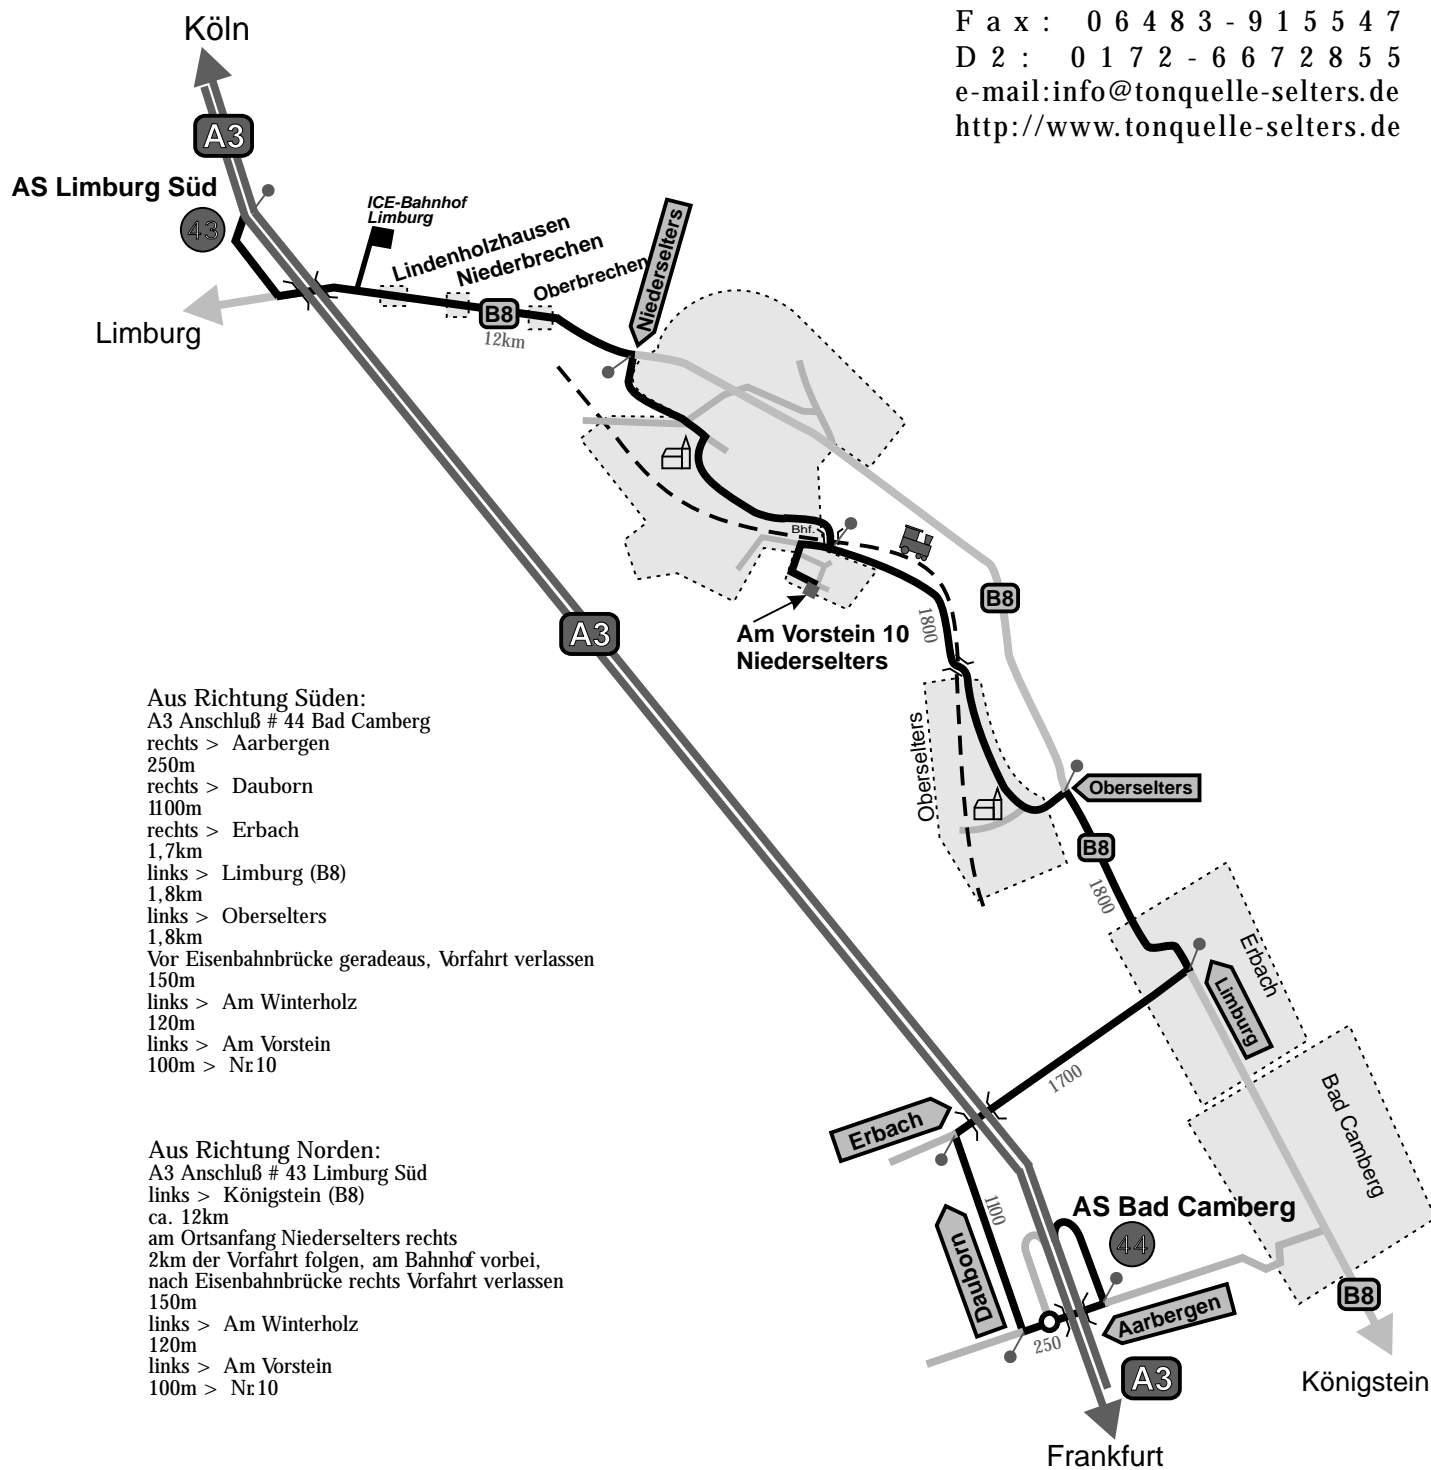 Fax: 06483-915547
D2: 0172-6672855
e-mail:info@tonquelle-selters.de
http://www.tonquelle-selters.de
Köln
A3
AS Limburg Süd
43
ICE-Bahnhof
Limburg
Lindenholzhausen
Niederbrechen
Oberbrechen
Niederselters
B8
12km
Limburg
Bhf.
B8
A3
1800
Am Vorstein 10
Niederselters
Oberselters
Oberselters
B8
1800
Erbach
Limburg
1700
Bad Camberg
Erbach
1100
AS Bad Camberg
44
Dauborn
Aarbergen
250
B8
A3
Königstein
Frankfurt
Aus Richtung Süden:
A3 Anschluß # 44 Bad Camberg
rechts > Aarbergen
250m
rechts > Dauborn
1100m
rechts > Erbach
1,7km
links > Limburg (B8)
1,8km
links > Oberselters
1,8km
Vor Eisenbahnbrücke geradeaus, Vorfahrt verlassen
150m
links > Am Winterholz
120m
links > Am Vorstein
100m > Nr.10
Aus Richtung Norden:
A3 Anschluß # 43 Limburg Süd
links > Königstein (B8)
ca. 12km
am Ortsanfang Niederselters rechts
2km der Vorfahrt folgen, am Bahnhof vorbei,
nach Eisenbahnbrücke rechts Vorfahrt verlassen
150m
links > Am Winterholz
120m
links > Am Vorstein
100m > Nr.10